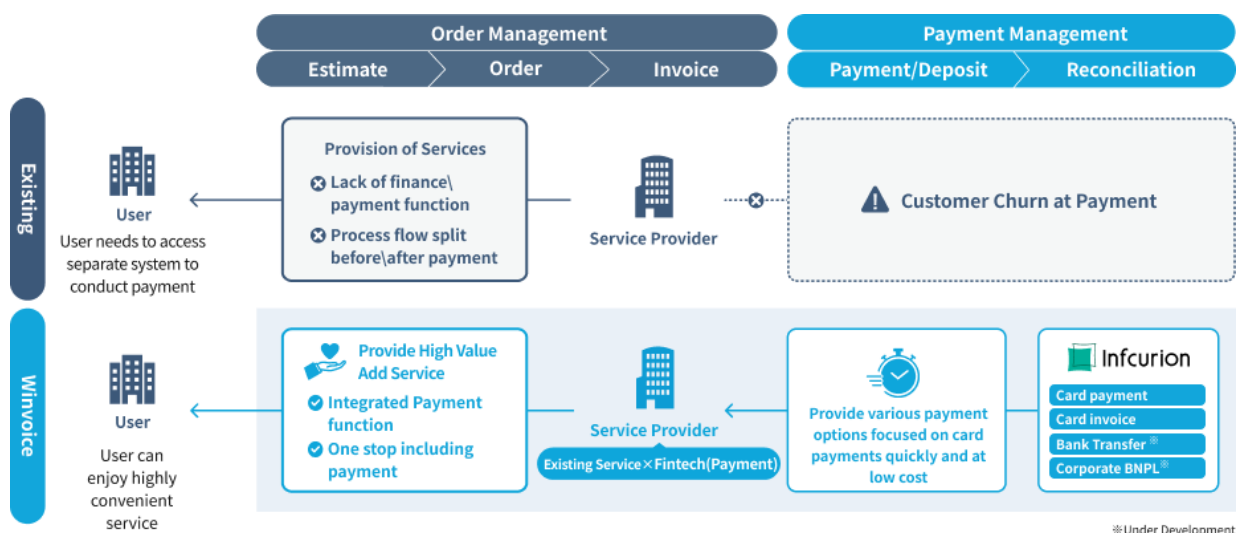 Order Management
Payment Management
Estimate
Order
Invoice
Payment/Deposit
Reconciliation
Existing
User
User needs to access
separate system to
conduct payment
Provision of Services
Lack of finance\
payment function
Process flow split
before\after payment
Service Provider
Customer Churn at Payment
Winvoice
User
User can
enjoy highly
convenient
service
Provide High Value
Add Service
Integrated Payment
function
One stop including
payment
Service Provider
Existing Service×Fintech(Payment)
Provide various payment
options focused on card
payments quickly and at
low cost
Infcurion
Card payment
Card invoice
Bank Transfer ※
Corporate BNPL※
※Under Development